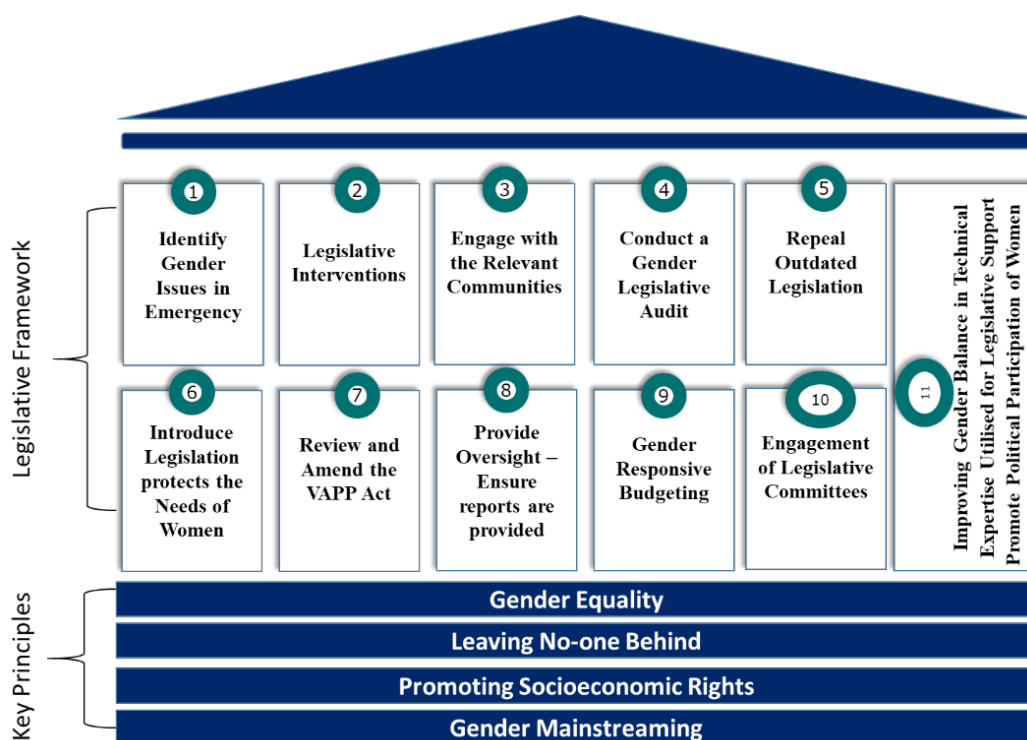 Legislative Framework
1
Identify
Gender
Issues in
Emergency
2
Legislative
Interventions
3
Engage with
the Relevant
Communities
4
Conduct a
Gender
Legislative
Audit
5
Repeal
Outdated
Legislation
6
Introduce
Legislation
protects the
Needs of
Women
7
Review and
Amend the
VAPP Act
8
Provide
Oversight –
Ensure
reports are
provided
9
Gender
Responsive
Budgeting
10
Engagement
of Legislative
Committees
11
Improving Gender Balance in Technical
Expertise Utilised for Legislative Support
Promote Political Participation of Women
Key Principles
Gender Equality
Leaving No-one Behind
Promoting Socioeconomic Rights
Gender Mainstreaming